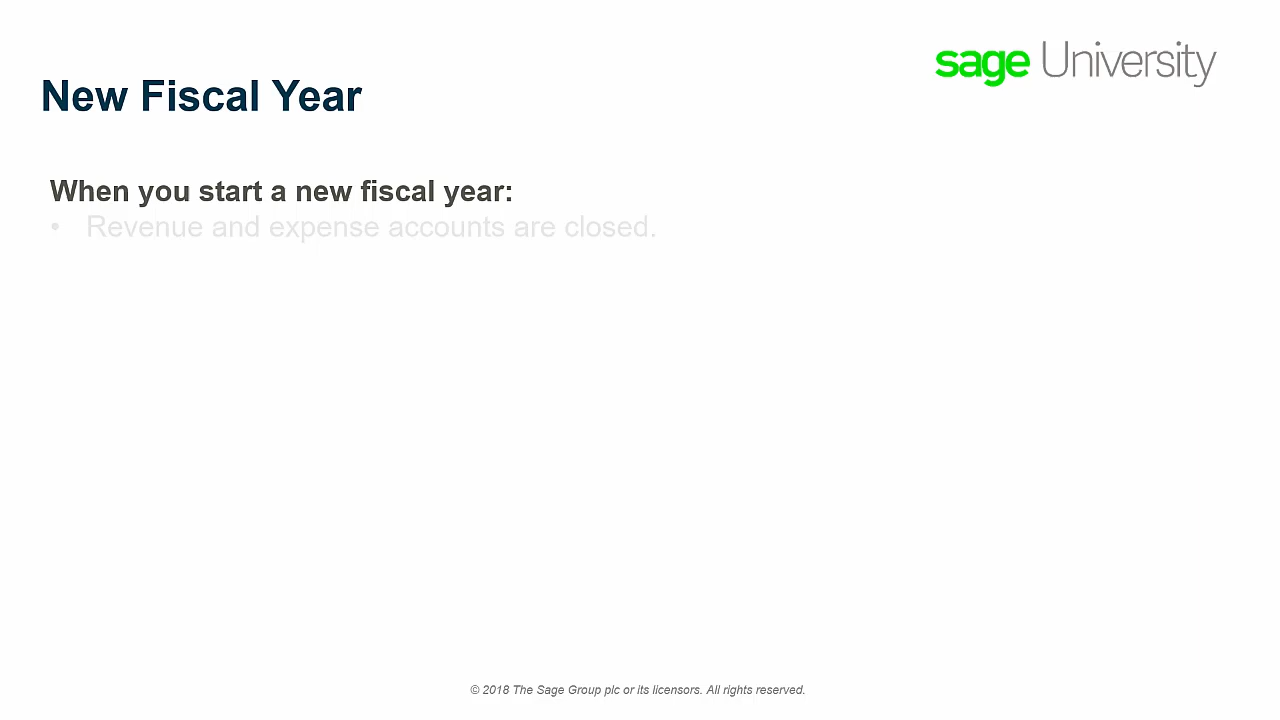 sage University
New Fiscal Year
When you start a new fiscal year:
• Revenue and expense accounts are closed.
© 2018 The Sage Group plc or its licensors. All rights reserved.